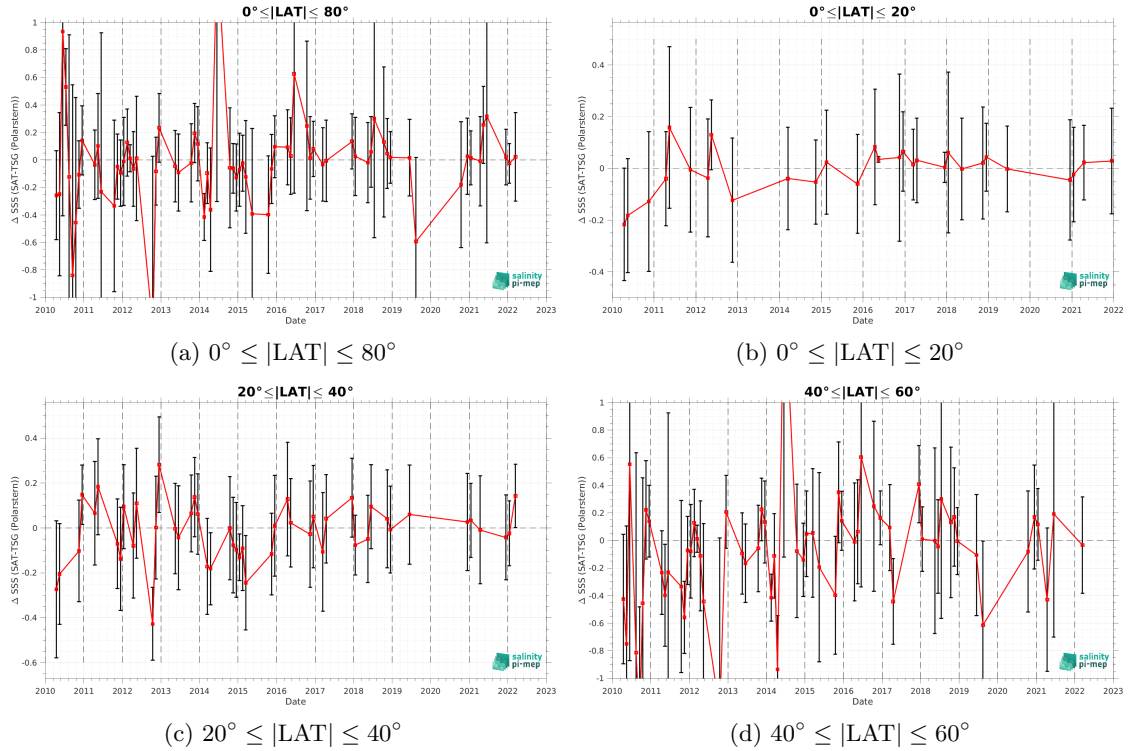 0°≤|LAT|≤ 80°
Δ SSS (SAT-TSG (Polarstern))
1
0.8
0.6
0.4
0.2
0
-0.2
-0.4
-0.6
-0.8
-1
2010 2011 2012 2013 2014 2015 2016 2017 2018 2019 2020 2021 2022 2023
Date
salinity
pi-mep
(a) 0° ≤ |LAT| ≤ 80°
0°≤|LAT|≤ 20°
Δ SSS (SAT-TSG (Polarstern))
0.4
0.2
0
-0.2
-0.4
2010 2011 2012 2013 2014 2015 2016 2017 2018 2019 2020 2021 2022
Date
salinity
pi-mep
(b) 0° ≤ |LAT| ≤ 20°
20°≤|LAT|≤ 40°
Δ SSS (SAT-TSG (Polarstern))
0.4
0.2
0
-0.2
-0.4
-0.6
2010 2011 2012 2013 2014 2015 2016 2017 2018 2019 2020 2021 2022 2023
Date
salinity
pi-mep
(c) 20° ≤ |LAT| ≤ 40°
40°≤|LAT|≤ 60°
Δ SSS (SAT-TSG (Polarstern))
1
0.8
0.6
0.4
0.2
0
-0.2
-0.4
-0.6
-0.8
-1
2010 2011 2012 2013 2014 2015 2016 2017 2018 2019 2020 2021 2022 2023
Date
salinity
pi-mep
(d) 40° ≤ |LAT| ≤ 60°